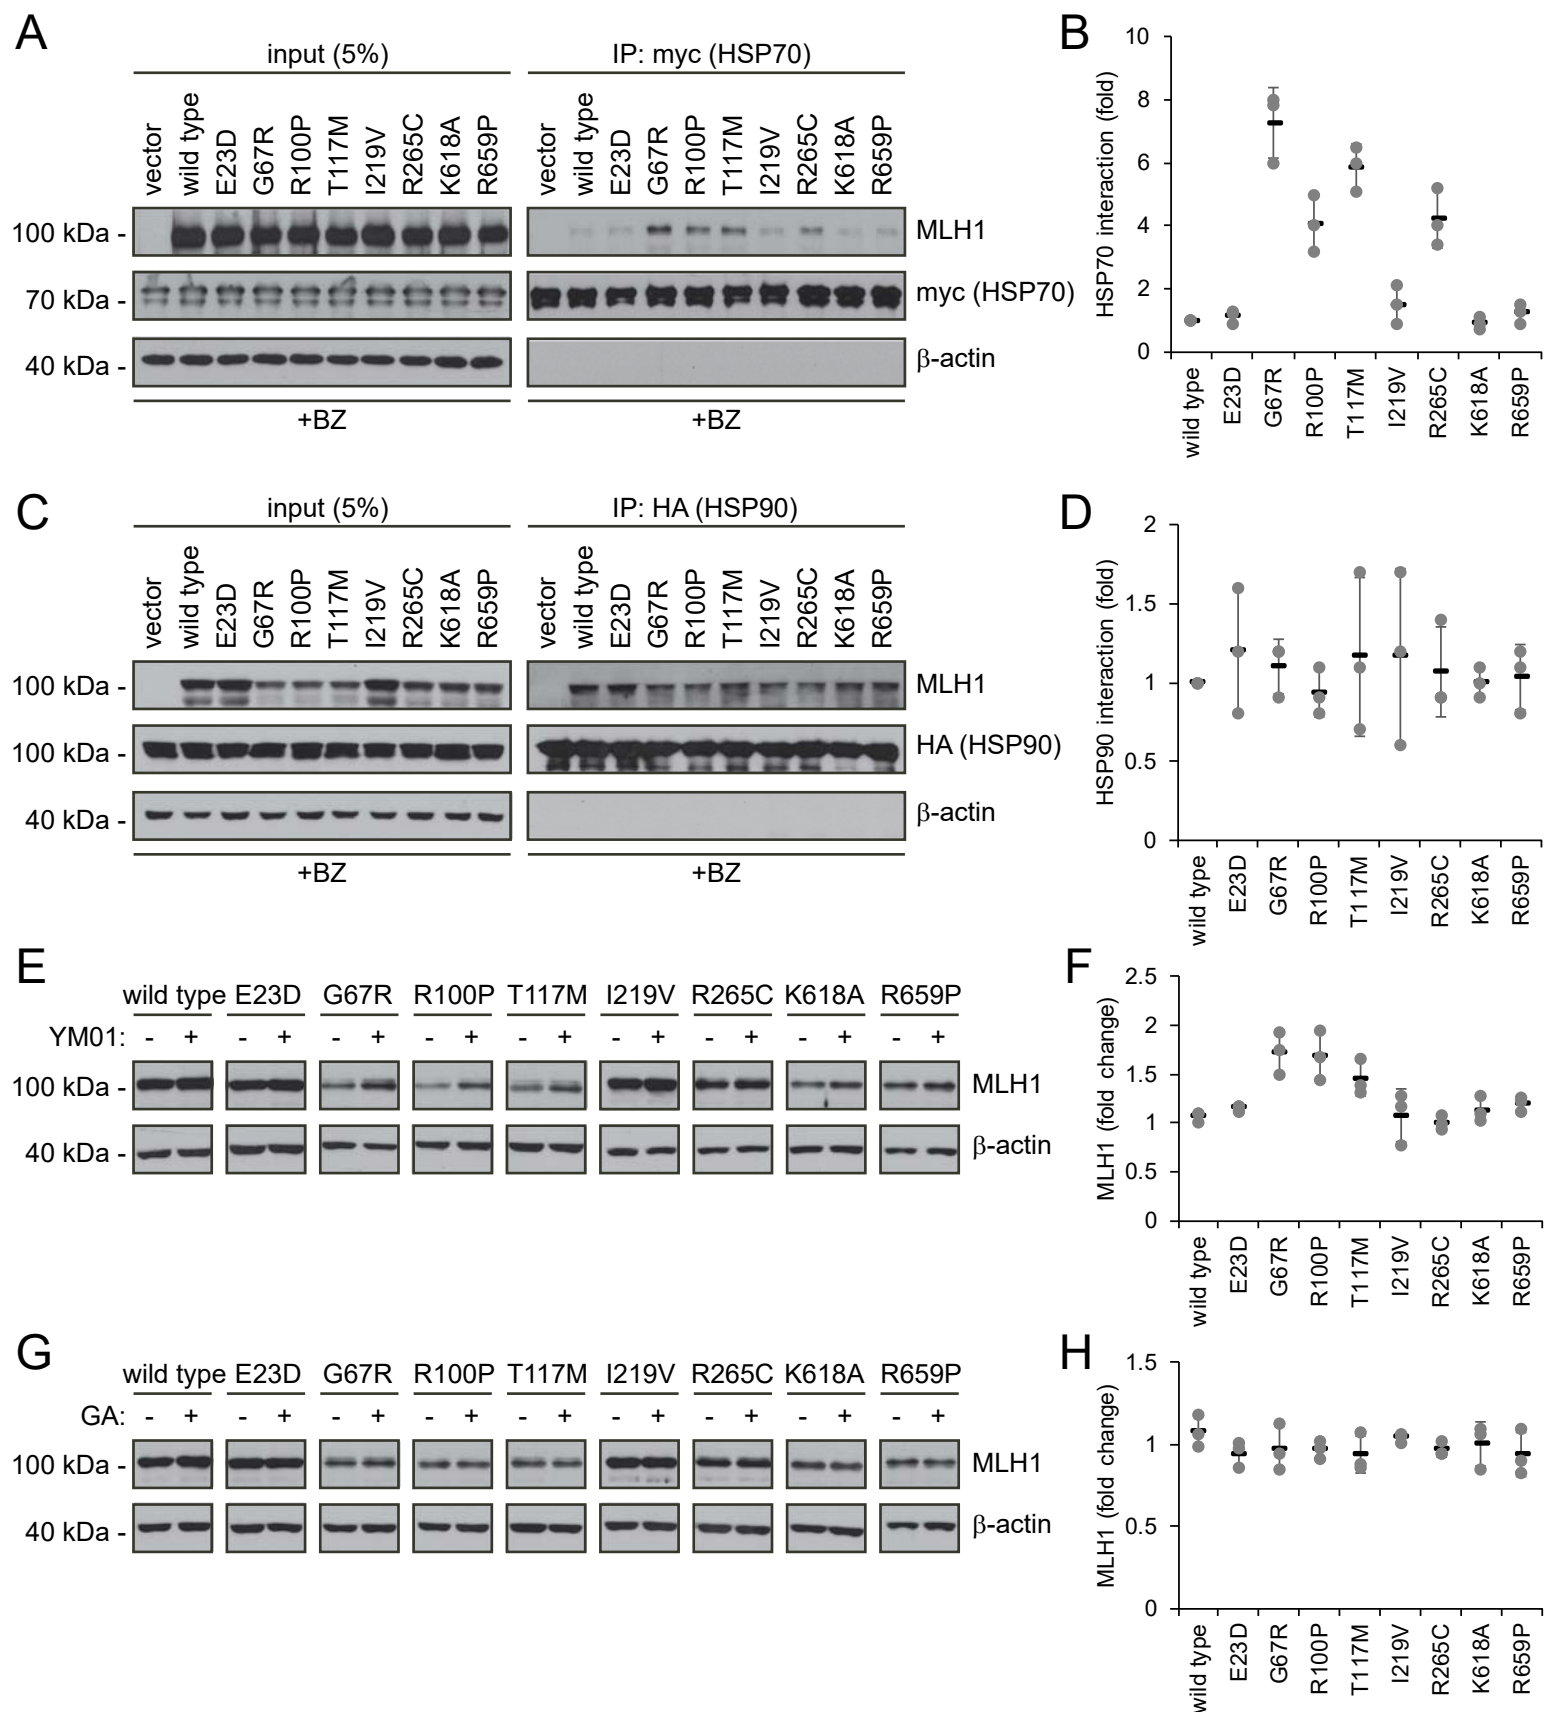 A
input (5%)
IP: myc (HSP70)
vector
wild type
E23D
G67R
R100P
T117M
I219V
R265C
K618A
R659P
vector
wild type
E23D
G67R
R100P
T117M
I219V
R265C
K618A
R659P
100 kDa -
MLH1
70 kDa -
myc (HSP70)
40 kDa -
β-actin
+BZ
+BZ
B
HSP70 interaction (fold)
10
8
6
4
2
0
wild type
E23D
G67R
R100P
T117M
I219V
R265C
K618A
R659P
C
input (5%)
IP: HA (HSP90)
vector
wild type
E23D
G67R
R100P
T117M
I219V
R265C
K618A
R659P
vector
wild type
E23D
G67R
R100P
T117M
I219V
R265C
K618A
R659P
100 kDa -
MLH1
100 kDa -
HA (HSP90)
40 kDa -
β-actin
+BZ
+BZ
D
HSP90 interaction (fold)
2
1.5
1
0.5
0
wild type
E23D
G67R
R100P
T117M
I219V
R265C
K618A
R659P
E
wild type E23D G67R R100P T117M I219V R265C K618A R659P
YM01: - + - + - + - + - + - + - + - + - +
100 kDa -
MLH1
40 kDa -
β-actin
F
MLH1 (fold change)
2.5
2
1.5
1
0.5
0
wild type
E23D
G67R
R100P
T117M
I219V
R265C
K618A
R659P
G
wild type E23D G67R R100P T117M I219V R265C K618A R659P
GA: - + - + - + - + - + - + - + - + - +
100 kDa -
MLH1
40 kDa -
β-actin
H
MLH1 (fold change)
1.5
1
0.5
0
wild type
E23D
G67R
R100P
T117M
I219V
R265C
K618A
R659P